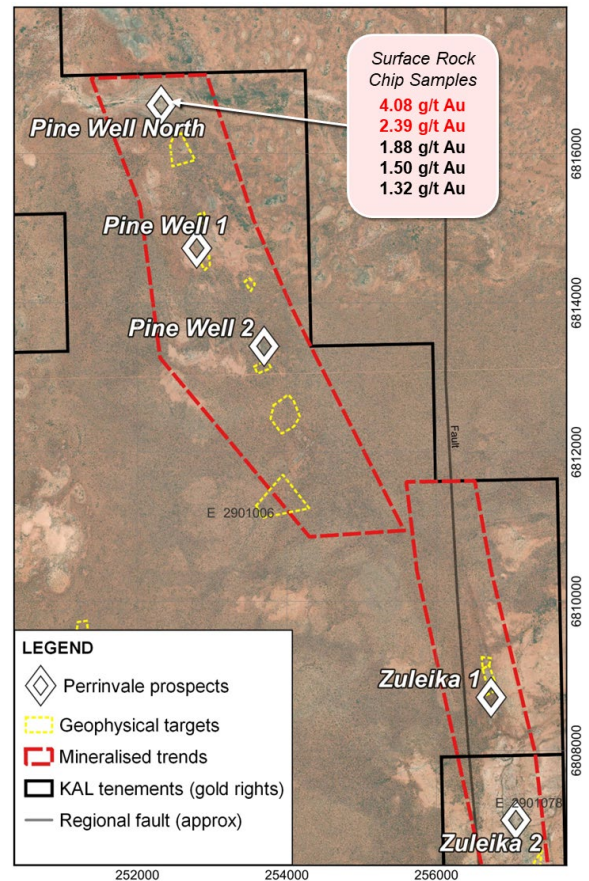 Surface Rock
Chip Samples
4.08 g/t Au
2.39 g/t Au
1.88 g/t Au
1.50 g/t Au
1.32 g/t Au
Pine Well North
Pine Well 1
Pine Well 2
Fault
E 2901006
Zuleika 1
E 2901078
Zuleika 2
6816000
6814000
6812000
6810000
6808000
LEGEND
Perrinvale prospects
Geophysical targets
Mineralised trends
KAL tenements (gold rights)
Regional fault (approx)
252000
254000
256000